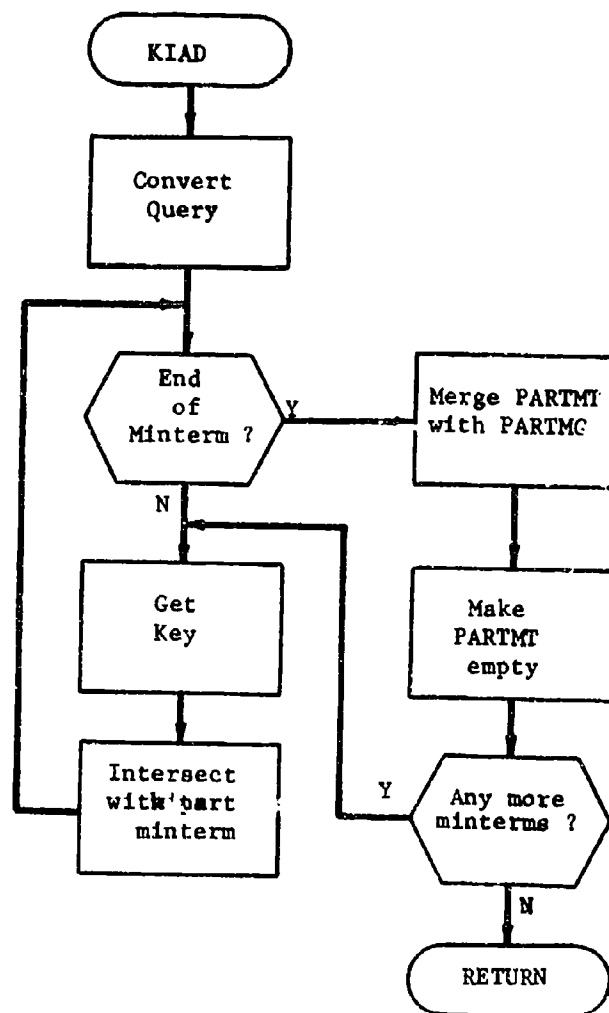 KIAD
Convert
Query
End
of
Minterm ?
Y
N
Merge PARTMT
with PARTMG
Get
Key
Make
PARTMT
empty
Intersect
with part
minterm
Y
Any more
minterms ?
N
RETURN